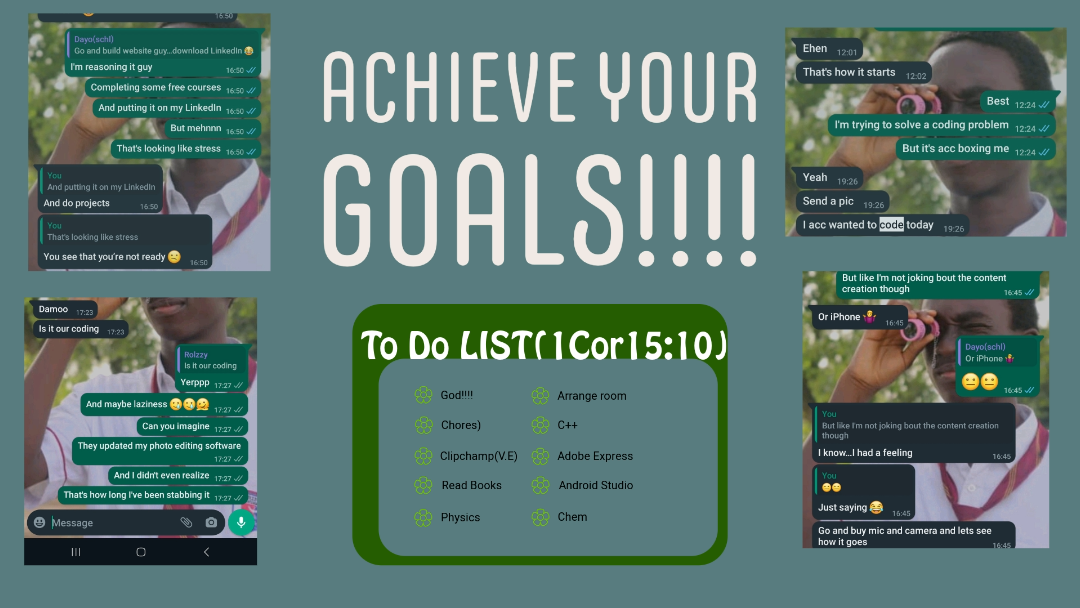 16:50
Dayo(schl)
Go and build website guy...download LinkedIn 😂
I'm reasoning it guy 16:50
Completing some free courses 16:50
And putting it on my LinkedIn 16:50
But mehnnn 16:50
That's looking like stress 16:50
You
And putting it on my LinkedIn
And do projects 16:50
You
That's looking like stress
You see that you're not ready 🙂 16:50
Damoo 17:23
Is it our coding 17:23
Rolzzy
Is it our coding
Yerppp 17:27
And maybe laziness 🥲🥲🤣 17:27
Can you imagine 17:27
They updated my photo editing software
17:27
And I didn't even realize 17:27
That's how long I've been stabbing it 17:27
Message
ACHIEVE YOUR
GOALS!!!!
To Do LIST(1Cor15:10)
God!!!!
Chores)
Clipchamp(V.E)
Read Books
Physics
Arrange room
C++
Adobe Express
Android Studio
Chem
Ehen 12:01
That's how it starts 12:02
Best 12:24
I'm trying to solve a coding problem 12:24
But it's acc boxing me 12:24
Yeah 19:26
Send a pic 19:26
I acc wanted to code today 19:26
But like I'm not joking bout the content
creation though 16:45
Or iPhone 🤷‍♀️ 16:45
Dayo(schl)
Or iPhone 🤷‍♀️
😐😐
16:45
You
But like I'm not joking bout the content creation
though
I know...I had a feeling 16:45
You
😊😊
Just saying 😂 16:45
Go and buy mic and camera and lets see
how it goes 16:45